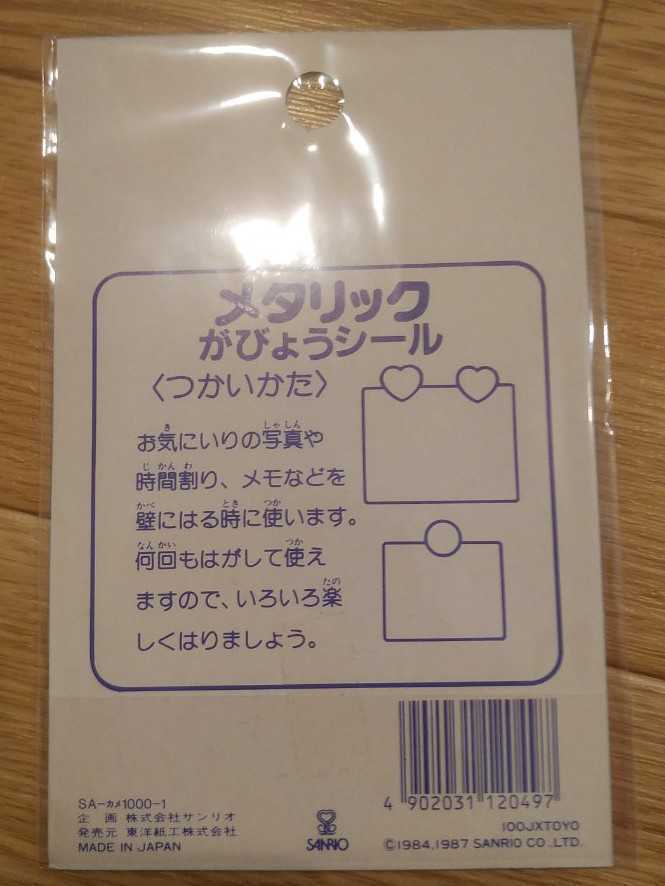 メタリック
がびょうシール
〈つかいかた〉
お気にいりの写真や
時間割り、メモなどを
壁にはる時に使います。
何回もはがして使え
ますので、いろいろ楽
しくはりましょう。
SA-カメ1000-1
企 画 株式会社サンリオ
発売元 東洋紙工株式会社
MADE IN JAPAN
SANRIO
4 902031 120497
100JXTOYO
©1984,1987 SANRIO CO.,LTD.